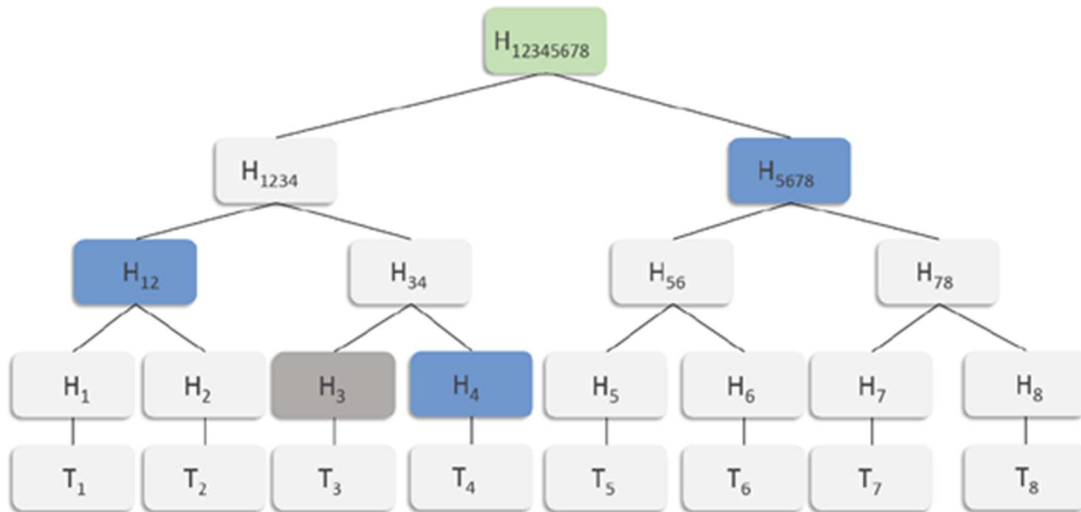 H₁₂₃₄₅₆₇₈
H₁₂₃₄ H₅₆₇₈
H₁₂ H₃₄ H₅₆ H₇₈
H₁ H₂ H₃ H₄ H₅ H₆ H₇ H₈
T₁ T₂ T₃ T₄ T₅ T₆ T₇ T₈